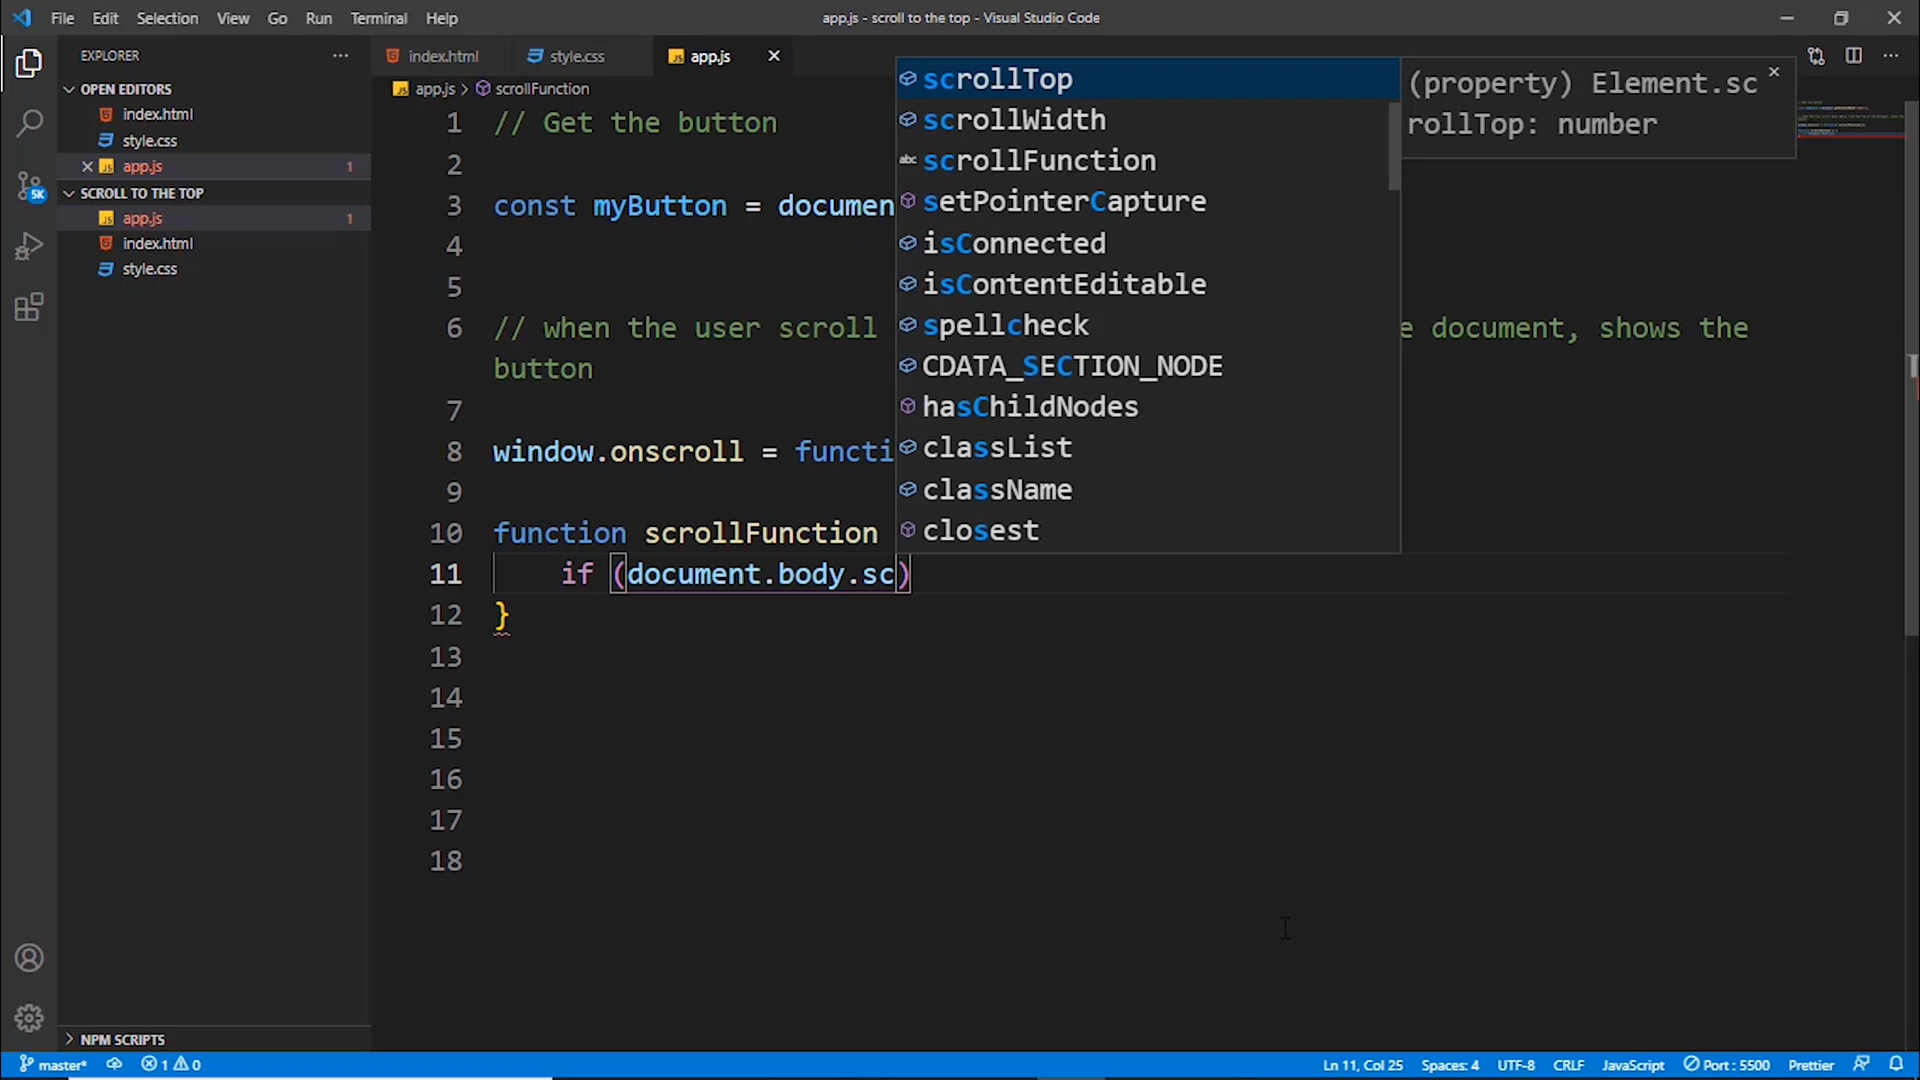 File Edit Selection View Go Run Terminal Help
app.js - scroll to the top - Visual Studio Code
EXPLORER
OPEN EDITORS
index.html
style.css
app.js 1
SCROLL TO THE TOP
app.js 1
index.html
style.css
NPM SCRIPTS
5K
index.html style.css app.js
app.js > scrollFunction
1 // Get the button
2
3 const myButton = documen
4
5
6 // when the user scroll e document, shows the
button
7
8 window.onscroll = functi
9
10 function scrollFunction
11 if (document.body.sc)
12 }
13
14
15
16
17
18
scrollTop
scrollWidth
abc scrollFunction
setPointerCapture
isConnected
isContentEditable
spellcheck
CDATA_SECTION_NODE
hasChildNodes
classList
className
closest
(property) Element.sc
rollTop: number
master* 1 0
Ln 11, Col 25 Spaces: 4 UTF-8 CRLF JavaScript Port : 5500 Prettier